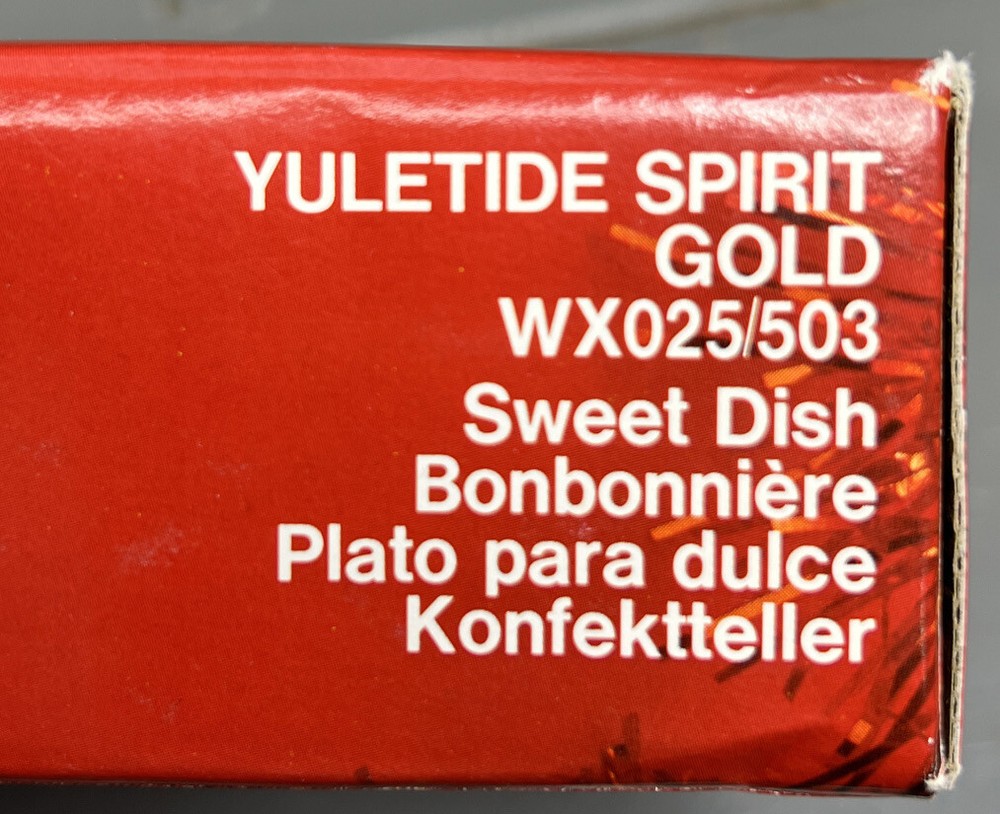 YULETIDE SPIRIT
GOLD
WX025/503
Sweet Dish
Bonbonnière
Plato para dulce
Konfektteller